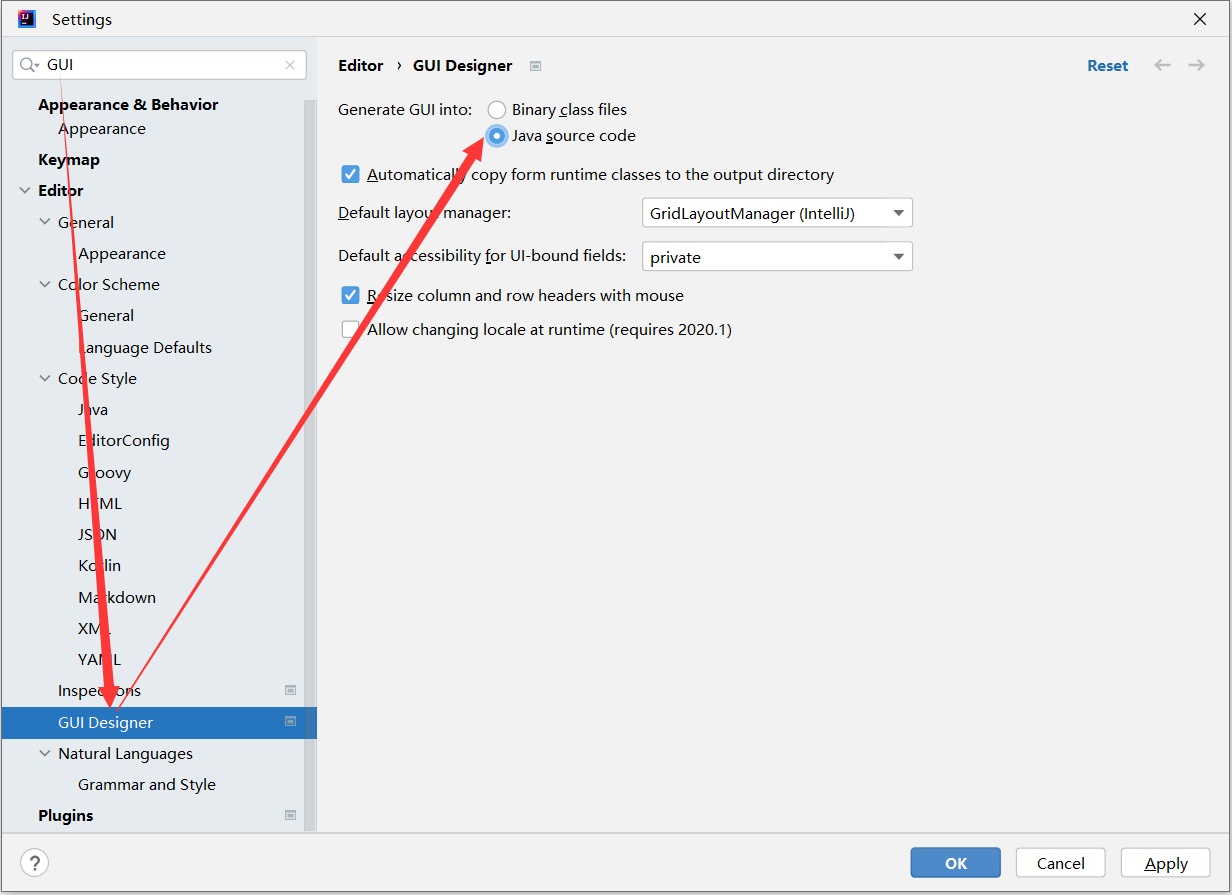 Settings
GUI
Appearance & Behavior
Appearance
Keymap
Editor
General
Appearance
Color Scheme
General
Language Defaults
Code Style
Java
EditorConfig
Groovy
HTML
JSON
Kotlin
Markdown
XML
YAML
Inspections
GUI Designer
Natural Languages
Grammar and Style
Plugins
Editor › GUI Designer
Reset
Generate GUI into: Binary class files
Java source code
Automatically copy form runtime classes to the output directory
Default layout manager: GridLayoutManager (IntelliJ)
Default accessibility for UI-bound fields: private
Resize column and row headers with mouse
Allow changing locale at runtime (requires 2020.1)
?
OK Cancel Apply